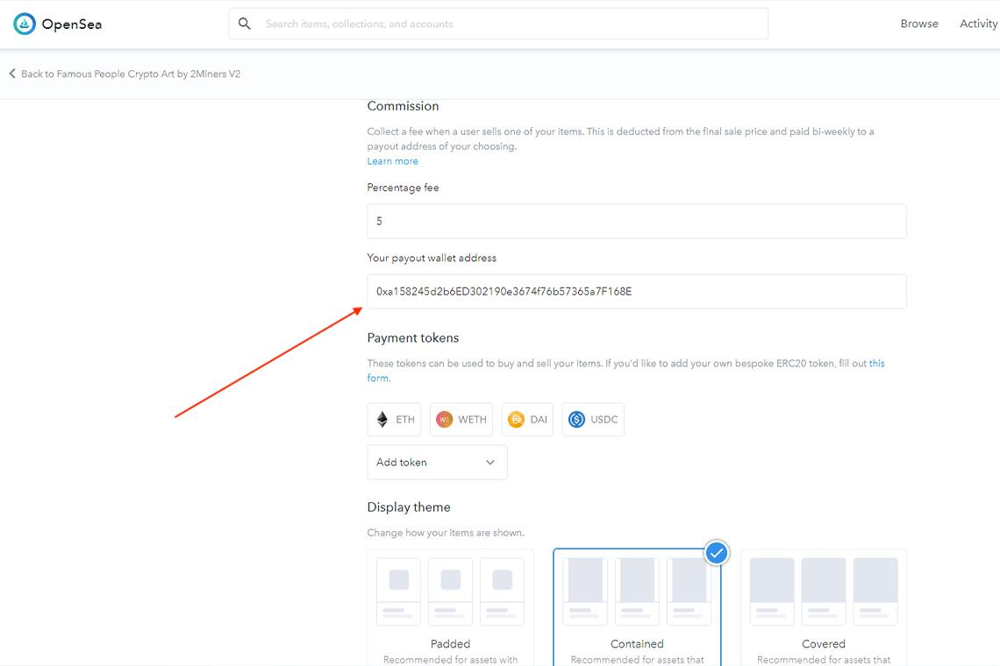 OpenSea
Search items, collections, and accounts
Browse
Activity
Back to Famous People Crypto Art by 2Miners V2
Commission
Collect a fee when a user sells one of your items. This is deducted from the final sale price and paid bi-weekly to a
payout address of your choosing.
Learn more
Percentage fee
5
Your payout wallet address
0xa158245d2b6ED302190e3674f76b57365a7F168E
Payment tokens
These tokens can be used to buy and sell your items. If you'd like to add your own bespoke ERC20 token, fill out this
form.
ETH
WETH
DAI
USDC
Add token
Display theme
Change how your items are shown.
Padded
Recommended for assets with
Contained
Recommended for assets that
Covered
Recommended for assets that